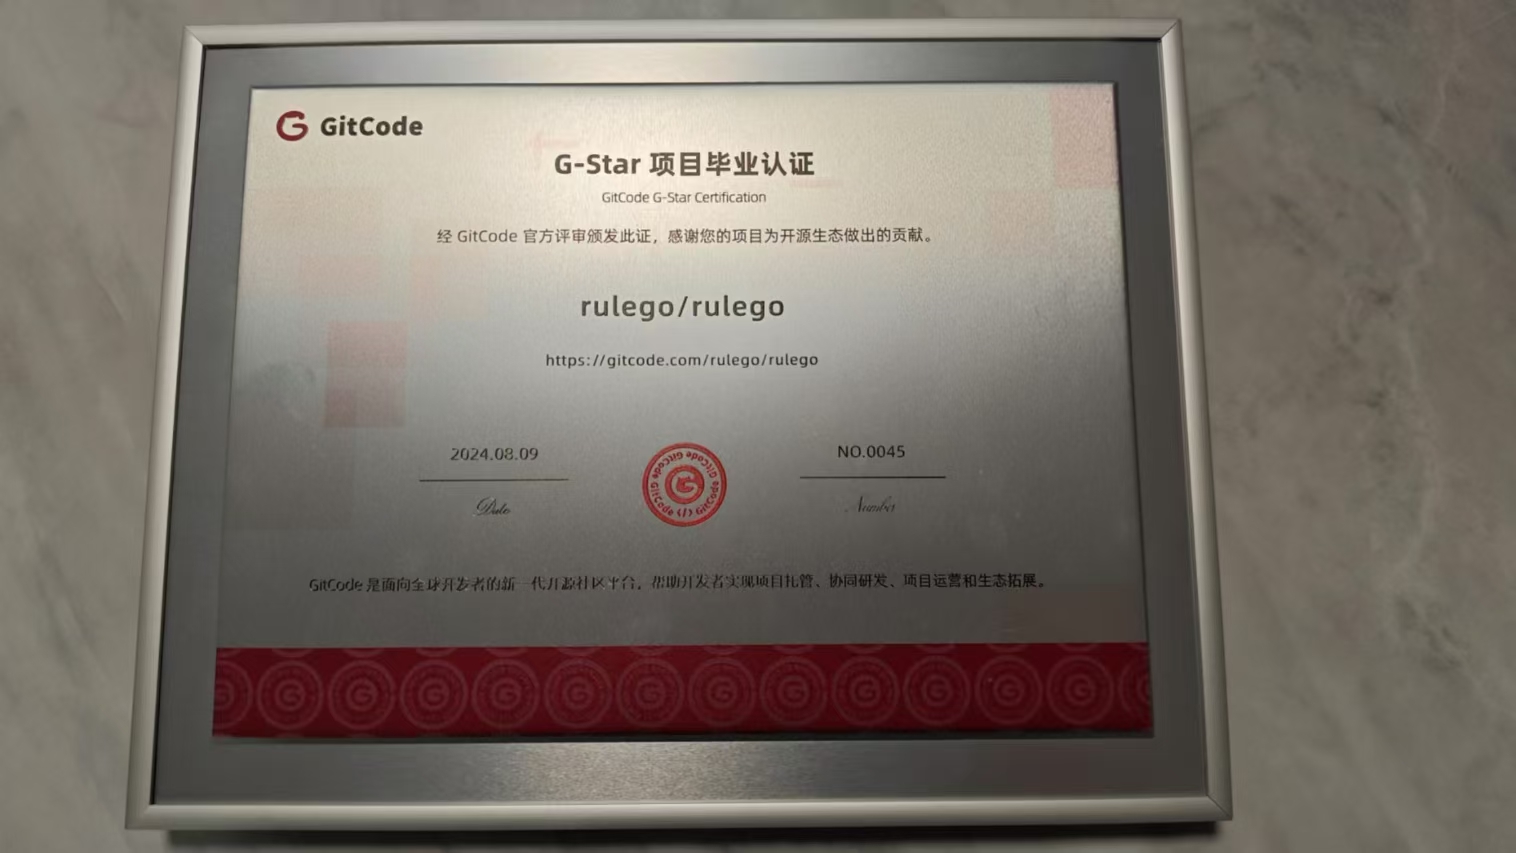 GitCode
G-Star 项目毕业认证
GitCode G-Star Certification
经 GitCode 官方评审颁发此证，感谢您的项目为开源生态做出的贡献。
rulego/rulego
https://gitcode.com/rulego/rulego
2024.08.09
NO.0045
Date
Number
GitCode GitCode GitCode </> GitCode
GitCode 是面向全球开发者的新一代开源社区平台，帮助开发者实现项目托管、协同研发、项目运营和生态拓展。